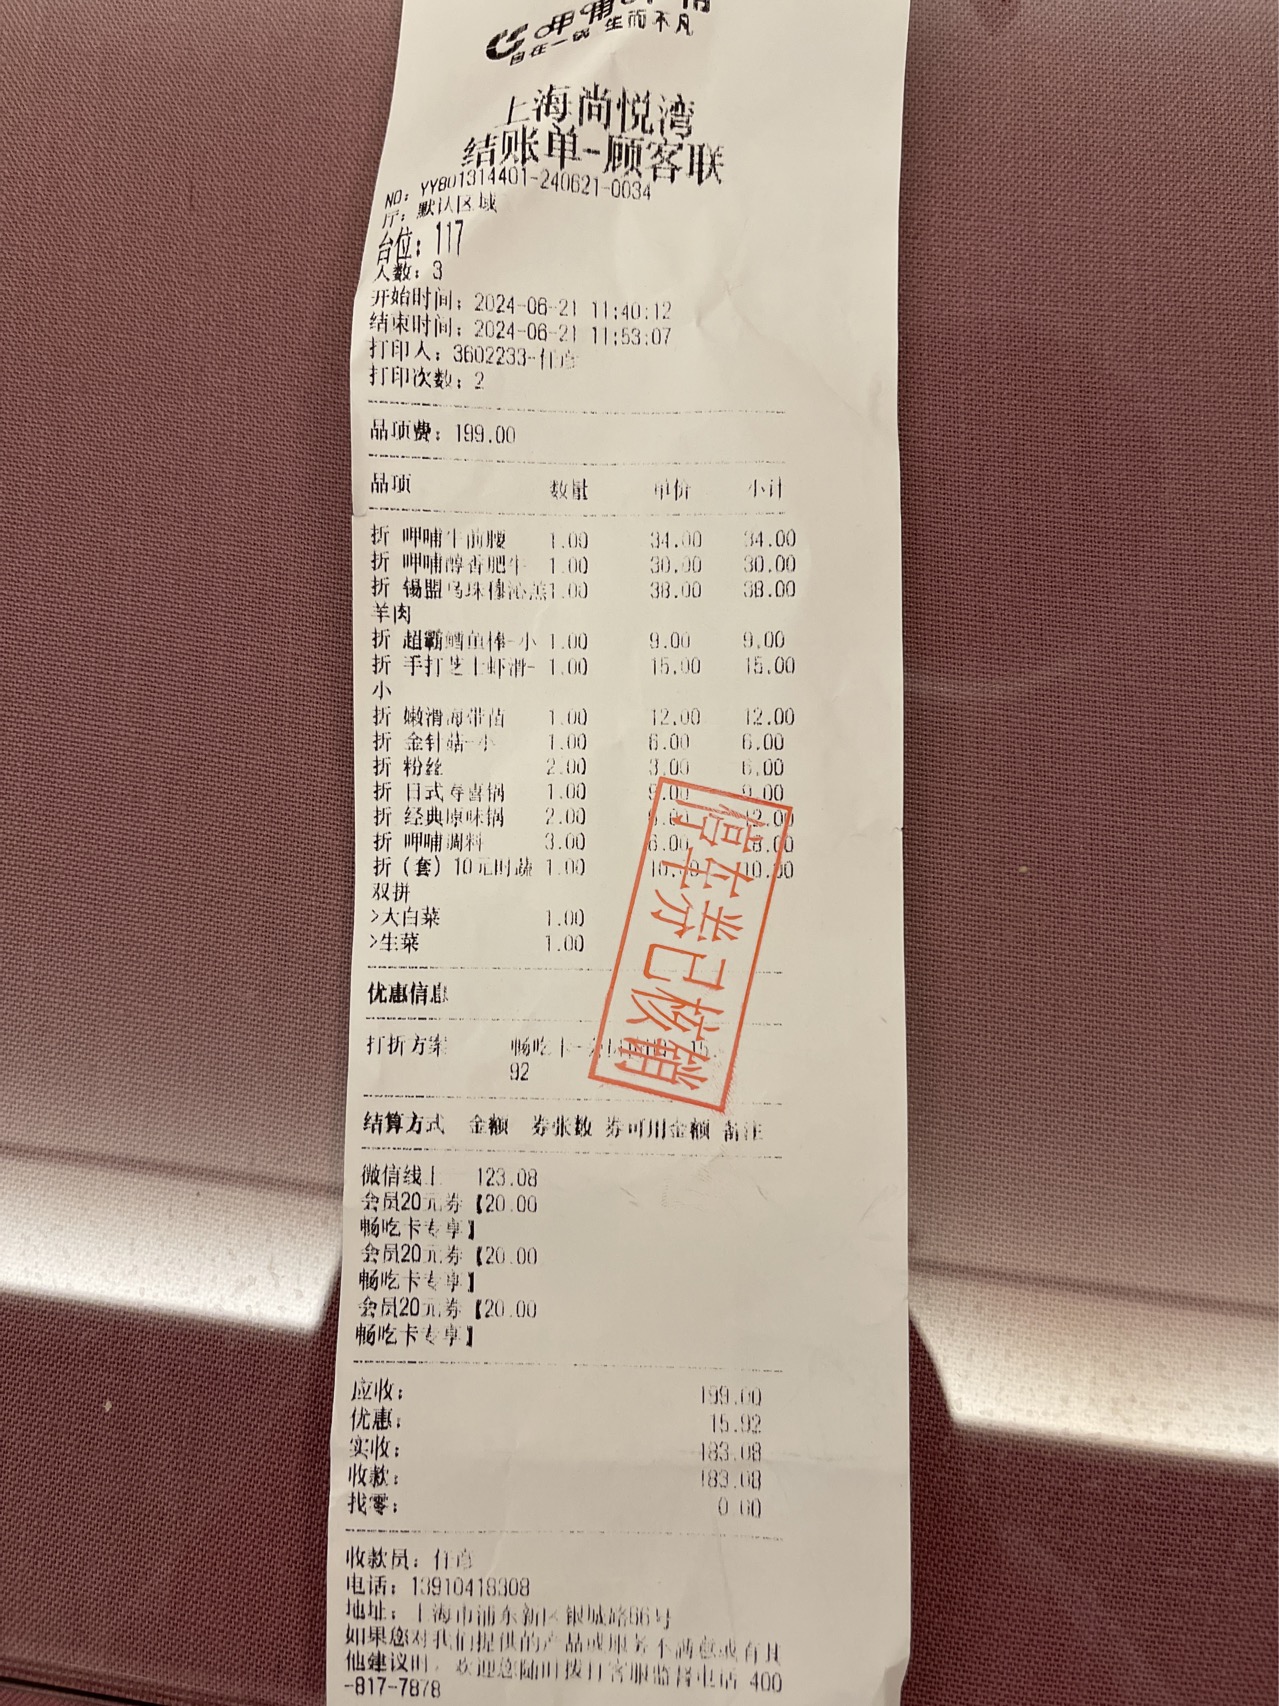 自在一锅 生而不凡
上海尚悦湾
结账单-顾客联
NO: YY801314401-240621-0034
厅: 默认区域
台位: 117
人数: 3
开始时间: 2024-06-21 11:40:12
结束时间: 2024-06-21 11:53:07
打印人: 3602233-任彦
打印次数: 2
品项费: 199.00
品项 数量 单价 小计
折 呷哺牛前腰 1.00 34.00 34.00
折 呷哺醇香肥牛 1.00 30.00 30.00
折 锡盟乌珠穆沁羔1.00 38.00 38.00
羊肉
折 超霸鳕鱼棒-小 1.00 9.00 9.00
折 手打芝士虾滑- 1.00 15.00 15.00
小
折 嫩滑海带苗 1.00 12.00 12.00
折 金针菇-小 1.00 6.00 6.00
折 粉丝 2.00 3.00 6.00
折 日式寿喜锅 1.00 9.00 9.00
折 经典原味锅 2.00 6.00 12.00
折 呷哺调料 3.00 6.00 18.00
折 (套) 10元时蔬 1.00 10.00 10.00
双拼
>大白菜 1.00
>生菜 1.00
停车券已核销
优惠信息
打折方案 畅吃卡- 15.
92
结算方式 金额 券张数 券可用金额 备注
微信线上 123.08
会员20元券【20.00
畅吃卡专享】
会员20元券【20.00
畅吃卡专享】
会员20元券【20.00
畅吃卡专享】
应收: 199.00
优惠: 15.92
实收: 183.08
收款: 183.08
找零: 0.00
收款员: 任彦
电话: 13910418308
地址: 上海市浦东新区银城路66号
如果您对我们提供的产品或服务不满意或有其
他建议时, 欢迎您随时拨打客服监督电话 400
-817-7878